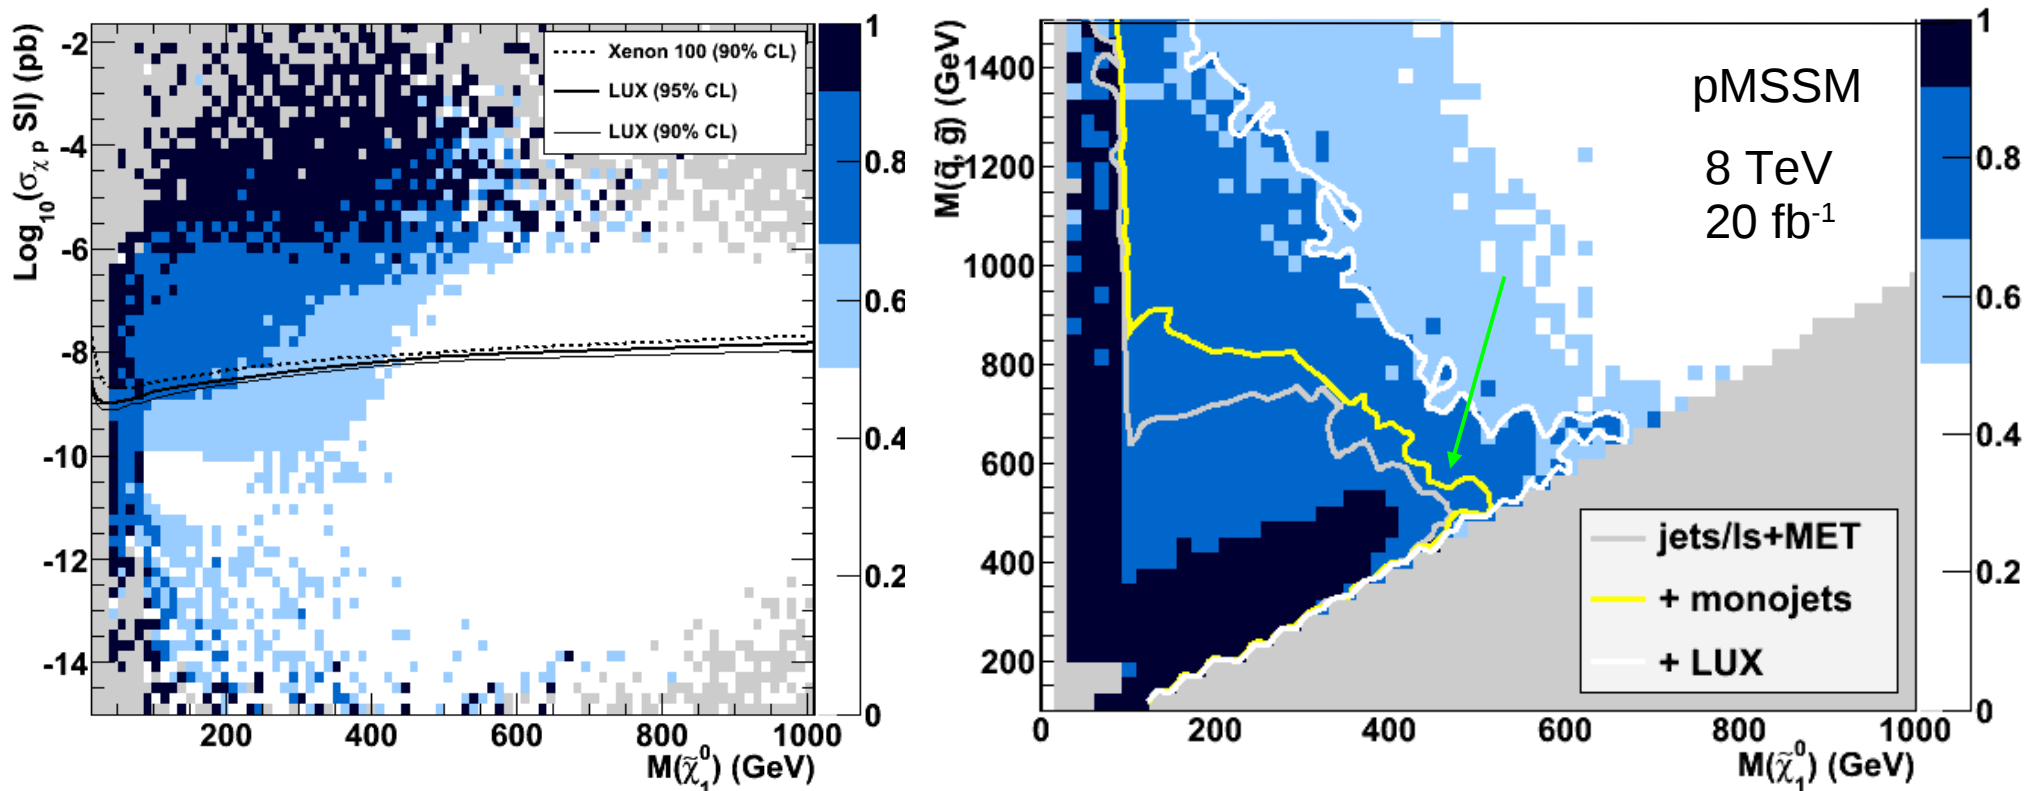 Log₁₀(σ_χ p SI) (pb)
-2
-4
-6
-8
-10
-12
-14
Xenon 100 (90% CL)
LUX (95% CL)
LUX (90% CL)
200
400
600
800
1000
M(χ̃⁰₁) (GeV)
1
0.8
0.6
0.4
0.2
0
M(q̃, g̃) (GeV)
1400
1200
1000
800
600
400
200
pMSSM
8 TeV
20 fb⁻¹
jets/ls+MET
+ monojets
+ LUX
0
200
400
600
800
1000
M(χ̃⁰₁) (GeV)
1
0.8
0.6
0.4
0.2
0